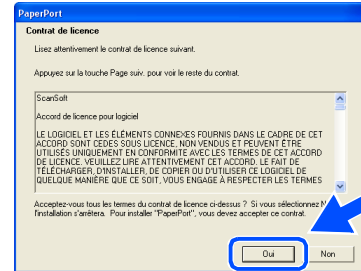 PaperPort
Contrat de licence
Lisez attentivement le contrat de licence suivant.
Appuyez sur la touche Page suiv. pour voir le reste du contrat.
ScanSoft
Accord de licence pour logiciel
LE LOGICIEL ET LES ÉLÉMENTS CONNEXES FOURNIS DANS LE CADRE DE CET
ACCORD SONT CEDES SOUS LICENCE, NON VENDUS ET PEUVENT ÊTRE
UTILISÉS UNIQUEMENT EN CONFORMITE AVEC LES TERMES DE CET ACCORD
DE LICENCE. VEUILLEZ LIRE ATTENTIVEMENT CET ACCORD. LE FAIT DE
TÉLÉCHARGER, D'INSTALLER, DE COPIER OU D'UTILISER CE LOGICIEL DE
QUELQUE MANIÈRE QUE CE SOIT, VOUS ENGAGE À RESPECTER LES TERMES
Acceptez-vous tous les termes du contrat de licence ci-dessus ? Si vous sélectionnez
l'installation s'arrêtera. Pour installer "PaperPort", vous devez accepter ce contrat.
Oui
Non